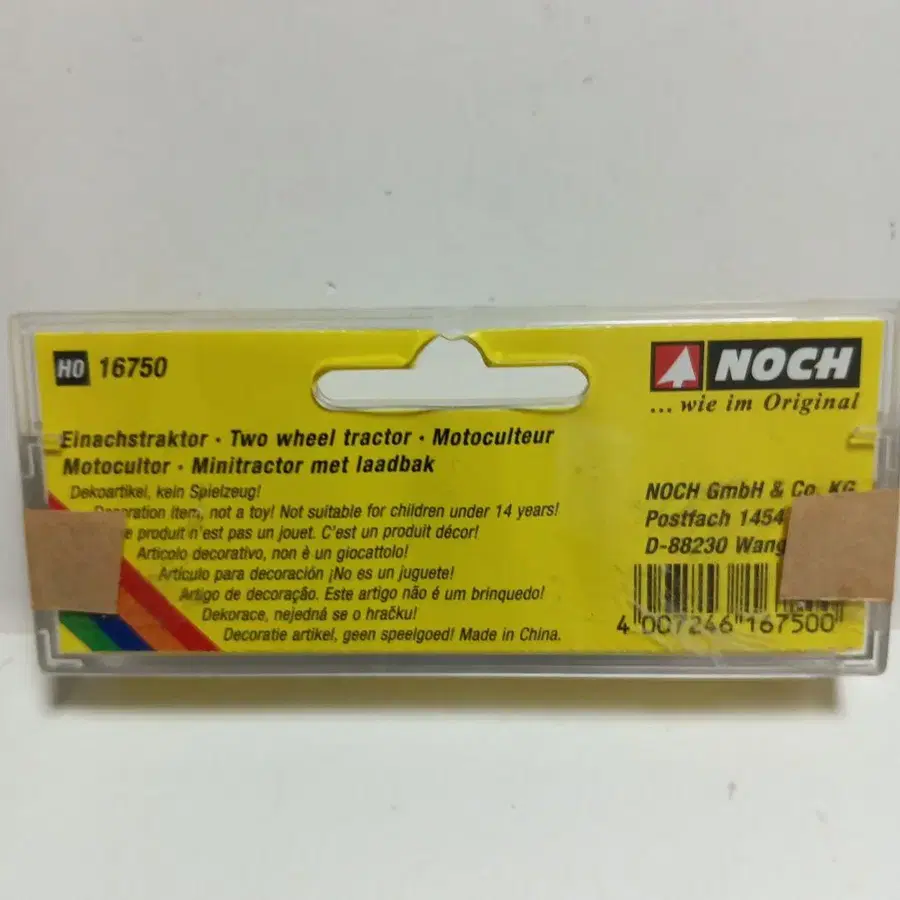 H0 16750
NOCH
... wie im Original
Einachstraktor · Two wheel tractor · Motoculteur
Motocultor · Minitractor met laadbak
Dekoartikel, kein Spielzeug!
item, not a toy! Not suitable for children under 14 years!
produit n'est pas un jouet. C'est un produit décor!
Articolo decorativo, non è un giocattolo!
Artículo para decoración ¡No es un juguete!
Artigo de decoração. Este artigo não é um brinquedo!
Dekorace, nejedná se o hračku!
Decoratie artikel, geen speelgoed! Made in China.
NOCH GmbH & Co. KG
Postfach 1454
D-88230 Wang
4 007246 167500